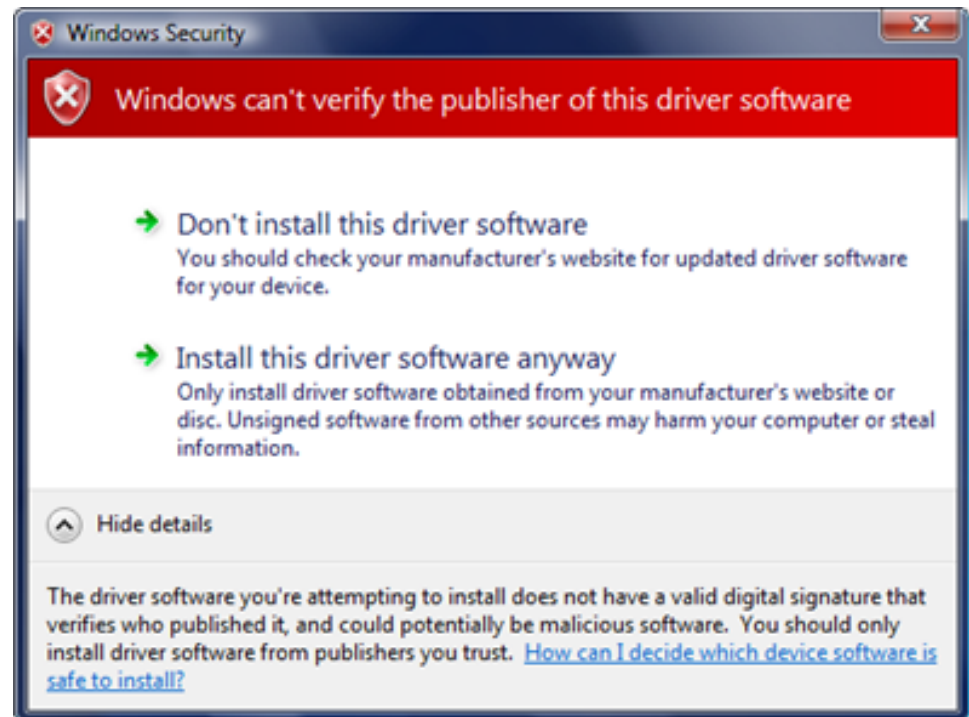 Windows Security
Windows can't verify the publisher of this driver software
Don't install this driver software
You should check your manufacturer's website for updated driver software
for your device.
Install this driver software anyway
Only install driver software obtained from your manufacturer's website or
disc. Unsigned software from other sources may harm your computer or steal
information.
Hide details
The driver software you're attempting to install does not have a valid digital signature that
verifies who published it, and could potentially be malicious software. You should only
install driver software from publishers you trust. How can I decide which device software is
safe to install?